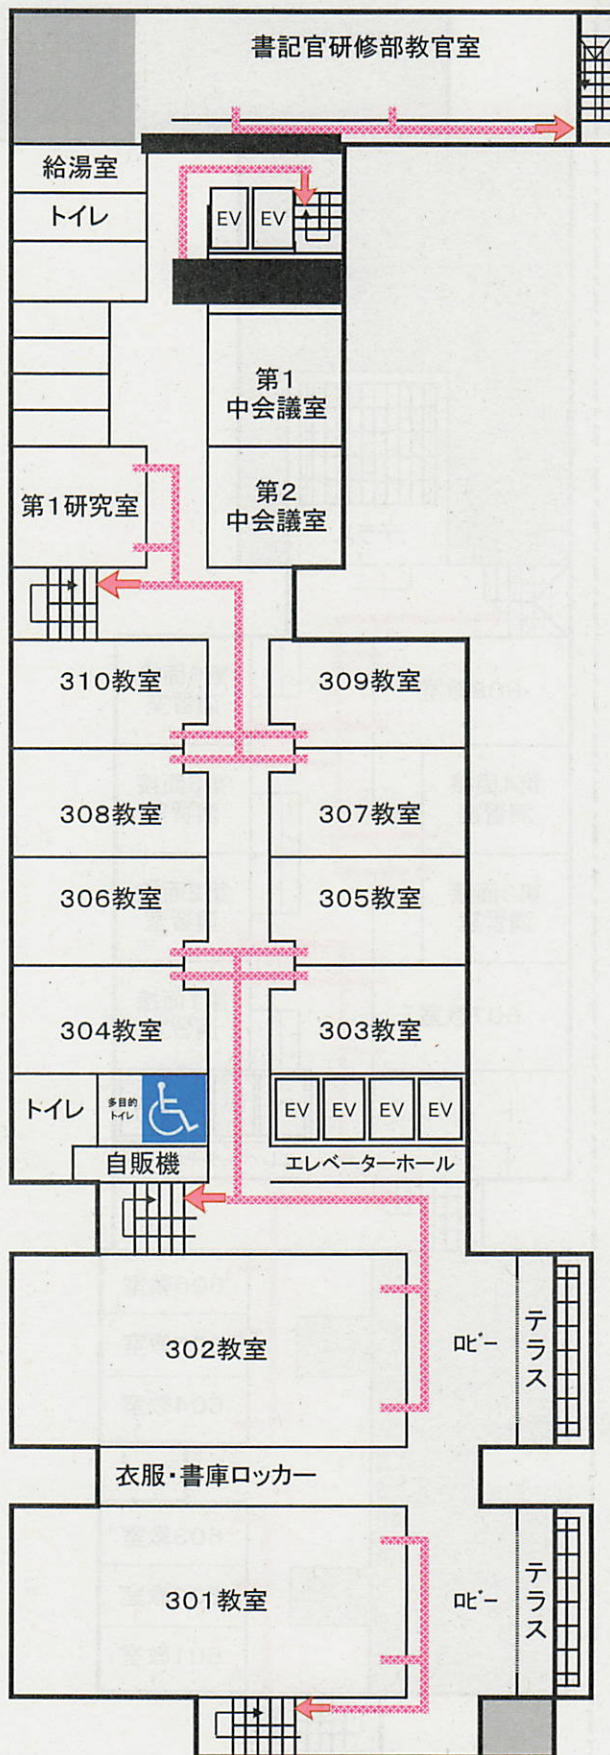 書記官研修部教官室
給湯室
トイレ
EV
EV
第1
中会議室
第1研究室
第2
中会議室
310教室
309教室
308教室
307教室
306教室
305教室
304教室
303教室
トイレ
多目的
トイレ
EV
EV
EV
EV
自販機
エレベーターホール
302教室
ロビー
テラス
衣服・書庫ロッカー
301教室
ロビー
テラス